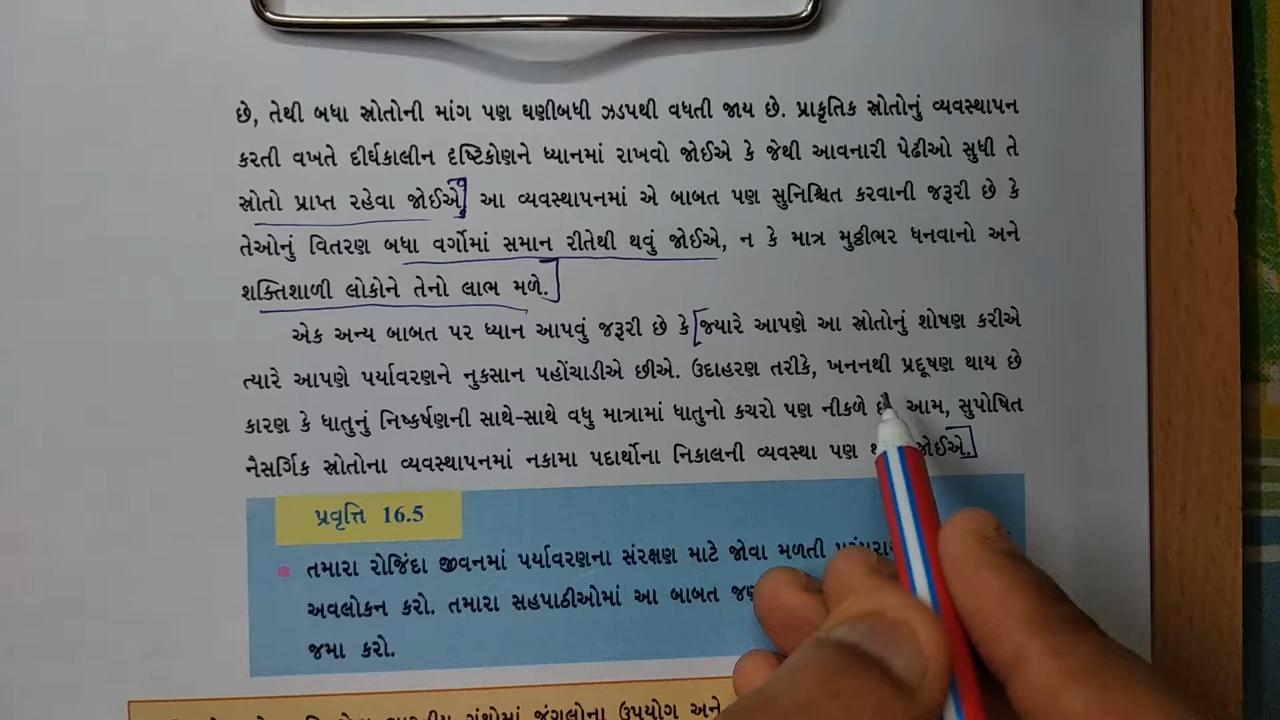 છે, તેથી બધા સ્રોતોની માંગ પણ ઘણીબધી ઝડપથી વધતી જાય છે. પ્રાકૃતિક સ્રોતોનું વ્યવસ્થાપન
કરતી વખતે દીર્ઘકાલીન દૃષ્ટિકોણને ધ્યાનમાં રાખવો જોઈએ કે જેથી આવનારી પેઢીઓ સુધી તે
સ્રોતો પ્રાપ્ત રહેવા જોઈએ. આ વ્યવસ્થાપનમાં એ બાબત પણ સુનિશ્ચિત કરવાની જરૂરી છે કે
તેઓનું વિતરણ બધા વર્ગોમાં સમાન રીતેથી થવું જોઈએ, ન કે માત્ર મુઠ્ઠીભર ધનવાનો અને
શક્તિશાળી લોકોને તેનો લાભ મળે.
એક અન્ય બાબત પર ધ્યાન આપવું જરૂરી છે કે જ્યારે આપણે આ સ્રોતોનું શોષણ કરીએ
ત્યારે આપણે પર્યાવરણને નુકસાન પહોંચાડીએ છીએ. ઉદાહરણ તરીકે, ખનનથી પ્રદૂષણ થાય છે
કારણ કે ધાતુનું નિષ્કર્ષણની સાથે-સાથે વધુ માત્રામાં ધાતુનો કચરો પણ નીકળે આમ, સુપોષિત
નૈસર્ગિક સ્રોતોના વ્યવસ્થાપનમાં નકામા પદાર્થોના નિકાલની વ્યવસ્થા પણ જોઈએ.
પ્રવૃત્તિ 16.5
તમારા રોજિંદા જીવનમાં પર્યાવરણના સંરક્ષણ માટે જોવા મળતી
અવલોકન કરો. તમારા સહપાઠીઓમાં આ બાબત
જમા કરો.
જંગલોના ઉપયોગ અને